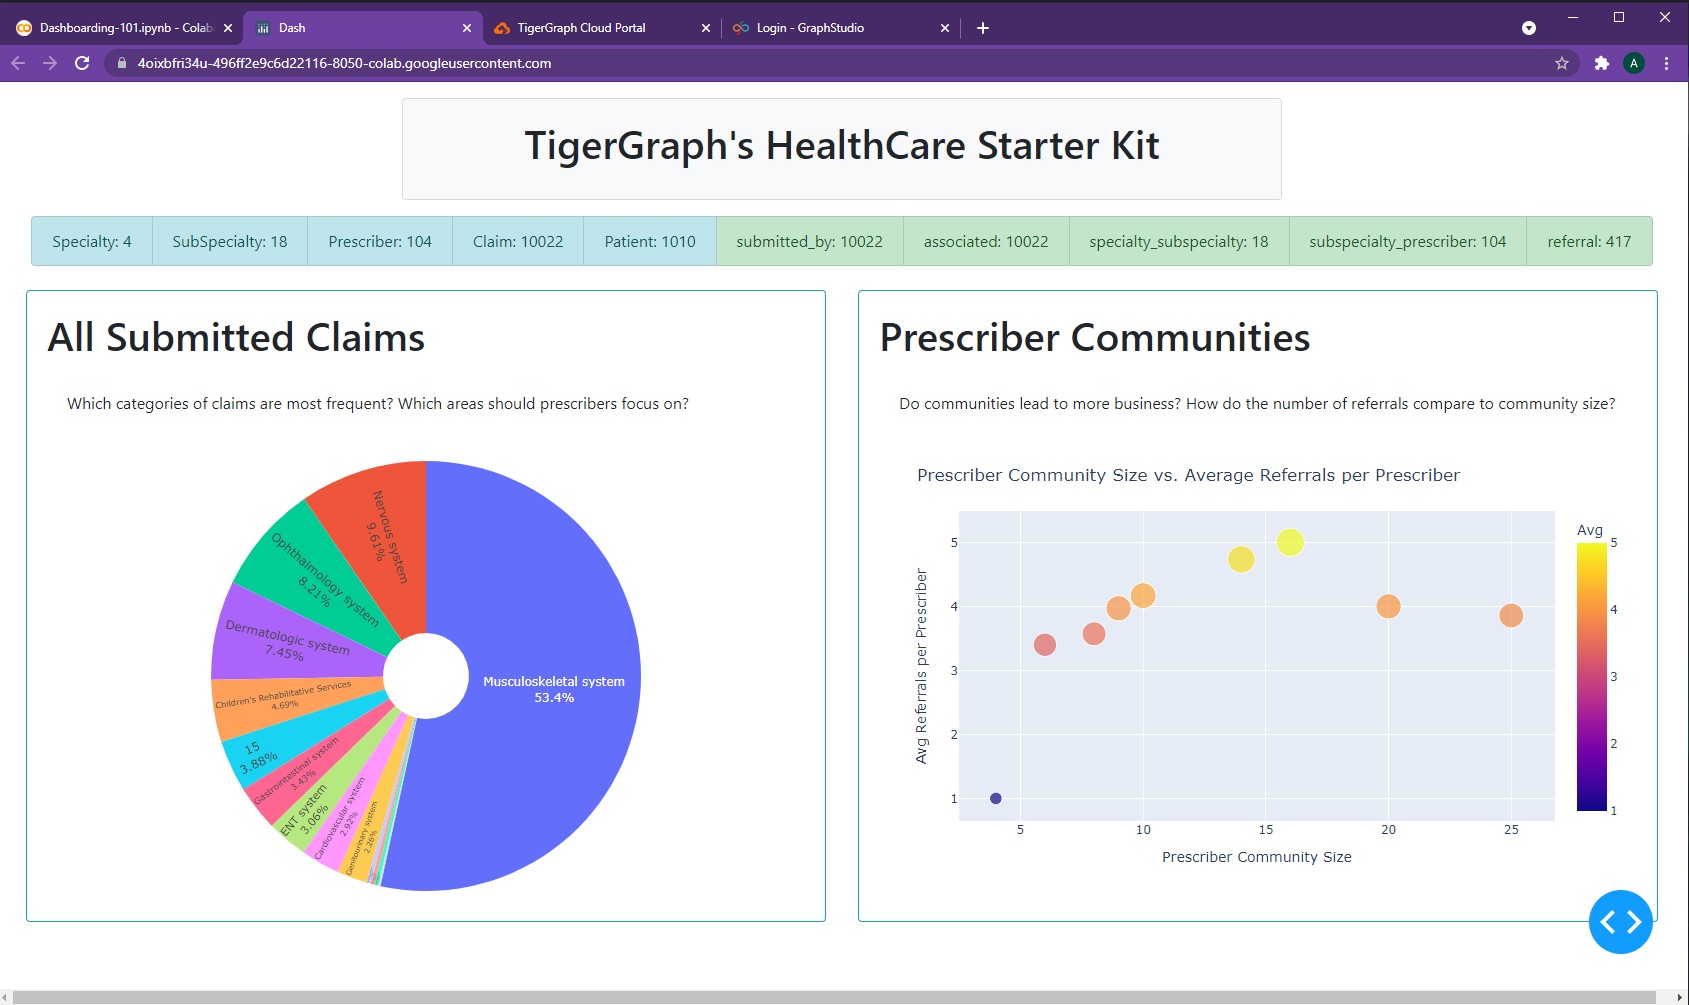 Dashboarding-101.ipynb - Colab
Dash
TigerGraph Cloud Portal
Login - GraphStudio
4oixbfri34u-496ff2e9c6d22116-8050-colab.googleusercontent.com
A
TigerGraph's HealthCare Starter Kit
Specialty: 4
SubSpecialty: 18
Prescriber: 104
Claim: 10022
Patient: 1010
submitted_by: 10022
associated: 10022
specialty_subspecialty: 18
subspecialty_prescriber: 104
referral: 417
All Submitted Claims
Which categories of claims are most frequent? Which areas should prescribers focus on?
Musculoskeletal system
53.4%
Nervous system
9.61%
Ophthalmology system
8.21%
Dermatologic system
7.45%
Children's Rehabilitative Services
4.69%
15
3.88%
Gastrointestinal system
3.43%
ENT system
3.06%
Cardiovascular system
2.92%
Genitourinary system
2.26%
Prescriber Communities
Do communities lead to more business? How do the number of referrals compare to community size?
Prescriber Community Size vs. Average Referrals per Prescriber
Avg Referrals per Prescriber
5
4
3
2
1
5
10
15
20
25
Prescriber Community Size
Avg
5
4
3
2
1